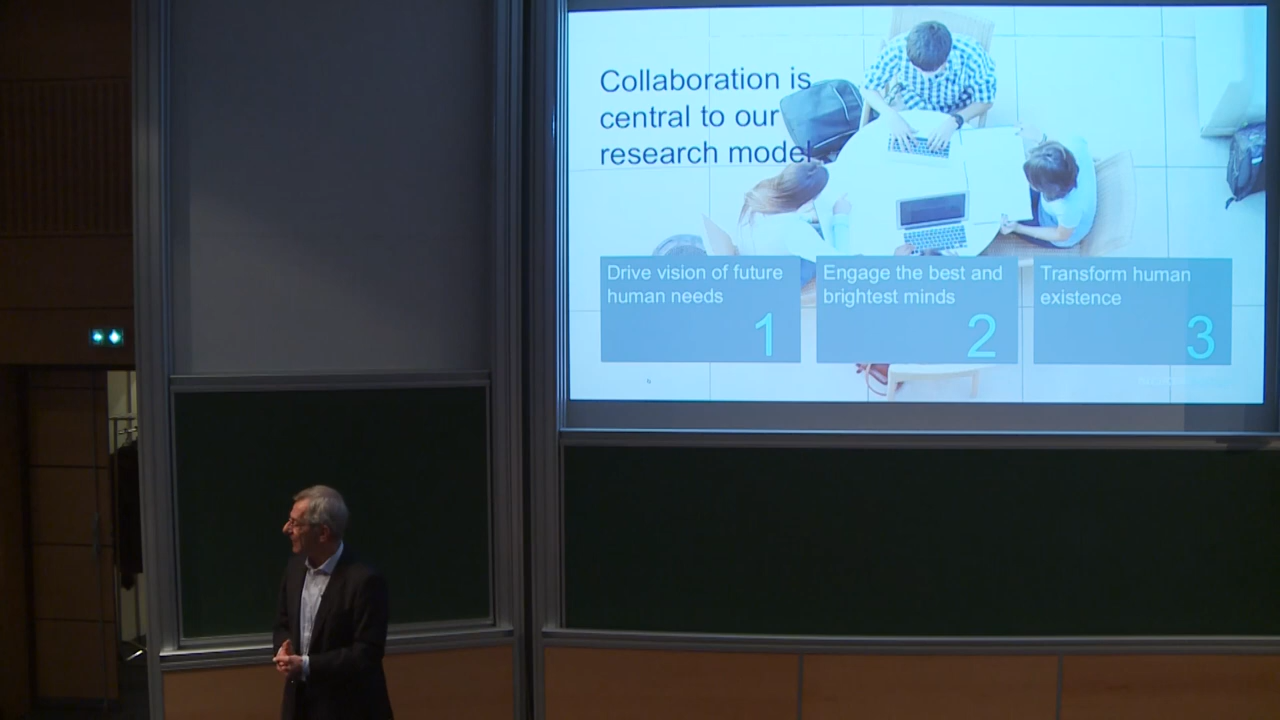 Collaboration is
central to our
research model
Drive vision of future
human needs
1
Engage the best and
brightest minds
2
Transform human
existence
3